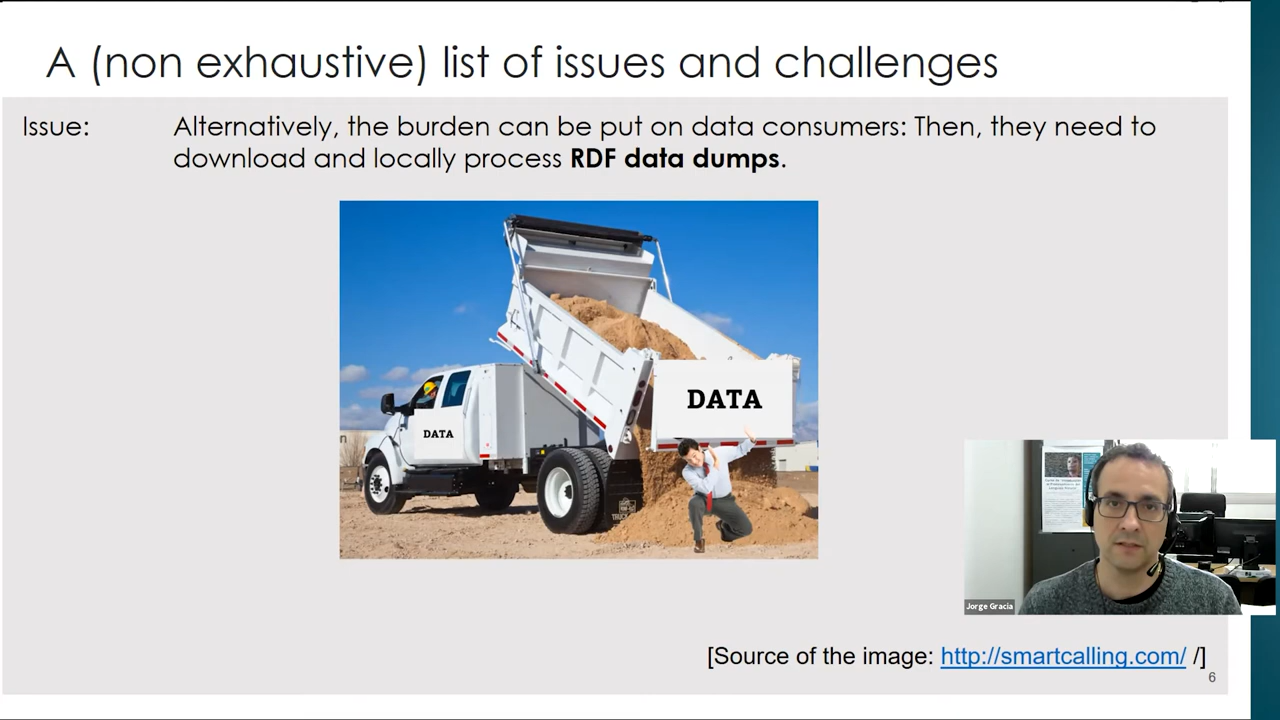 A (non exhaustive) list of issues and challenges
Issue: Alternatively, the burden can be put on data consumers: Then, they need to
download and locally process RDF data dumps.
DATA
DATA
Jorge Gracia
[Source of the image: http://smartcalling.com/ /]
6